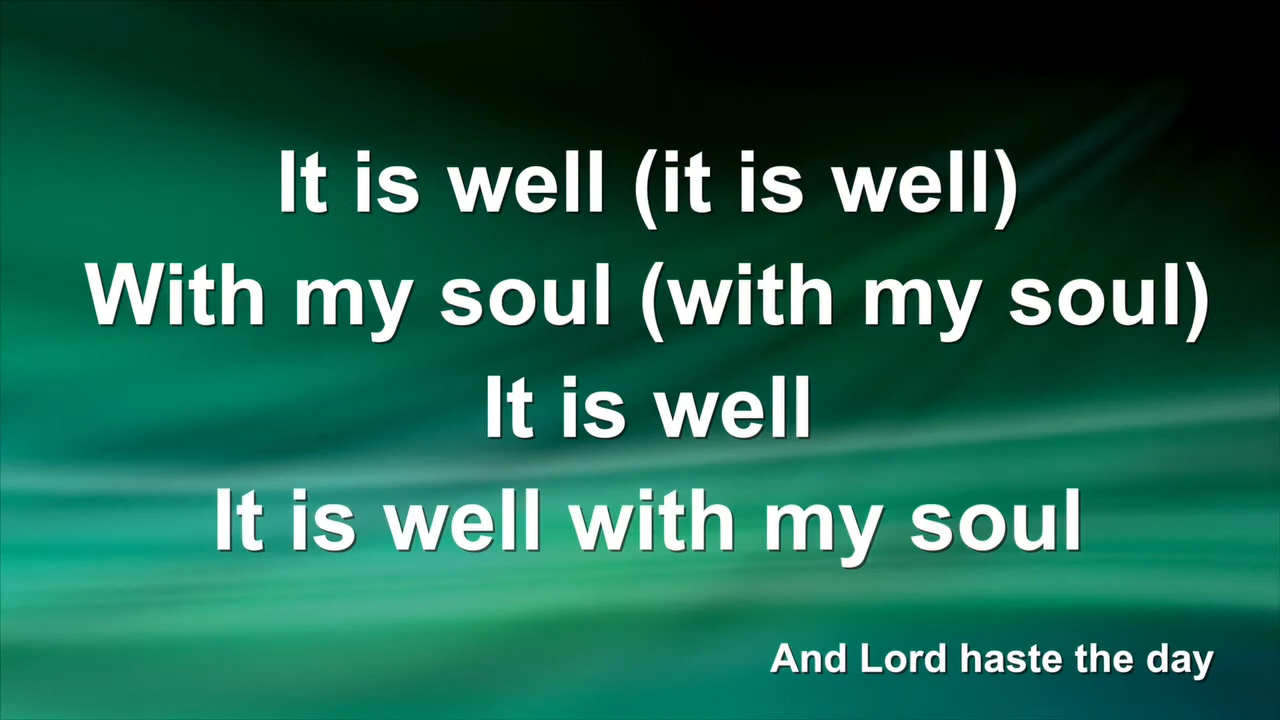 It is well (it is well)
With my soul (with my soul)
It is well
It is well with my soul
And Lord haste the day